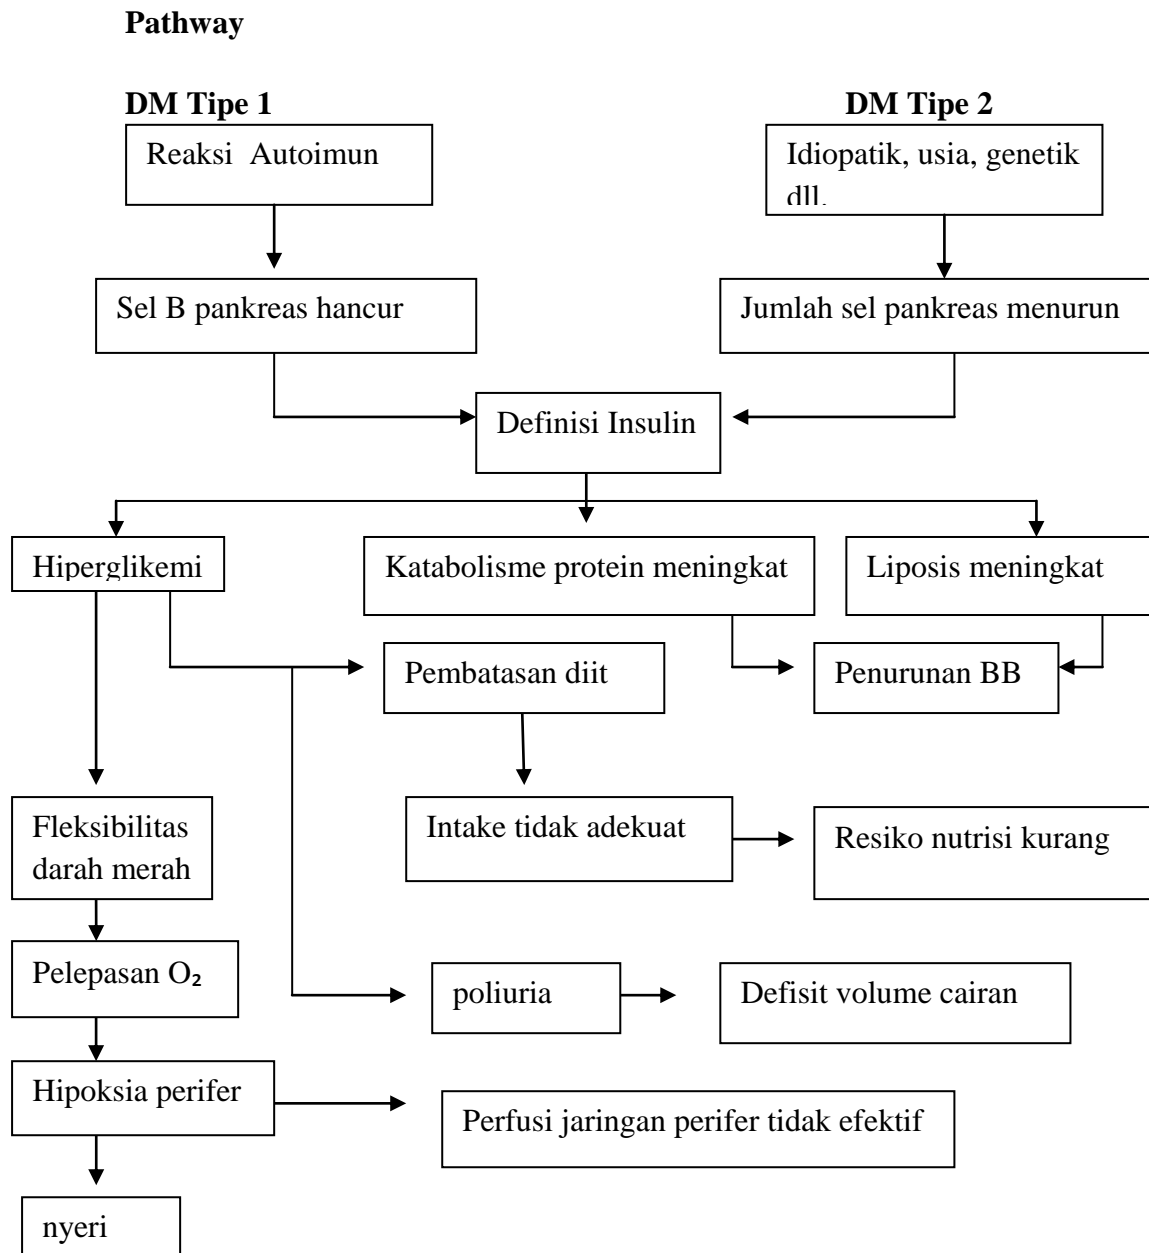 Pathway
DM Tipe 1
DM Tipe 2
Reaksi Autoimun
Idiopatik, usia, genetik
dll.
Sel B pankreas hancur
Jumlah sel pankreas menurun
Definisi Insulin
Hiperglikemi
Katabolisme protein meningkat
Liposis meningkat
Pembatasan diit
Penurunan BB
Fleksibilitas
darah merah
Intake tidak adekuat
Resiko nutrisi kurang
Pelepasan O₂
poliuria
Defisit volume cairan
Hipoksia perifer
Perfusi jaringan perifer tidak efektif
nyeri